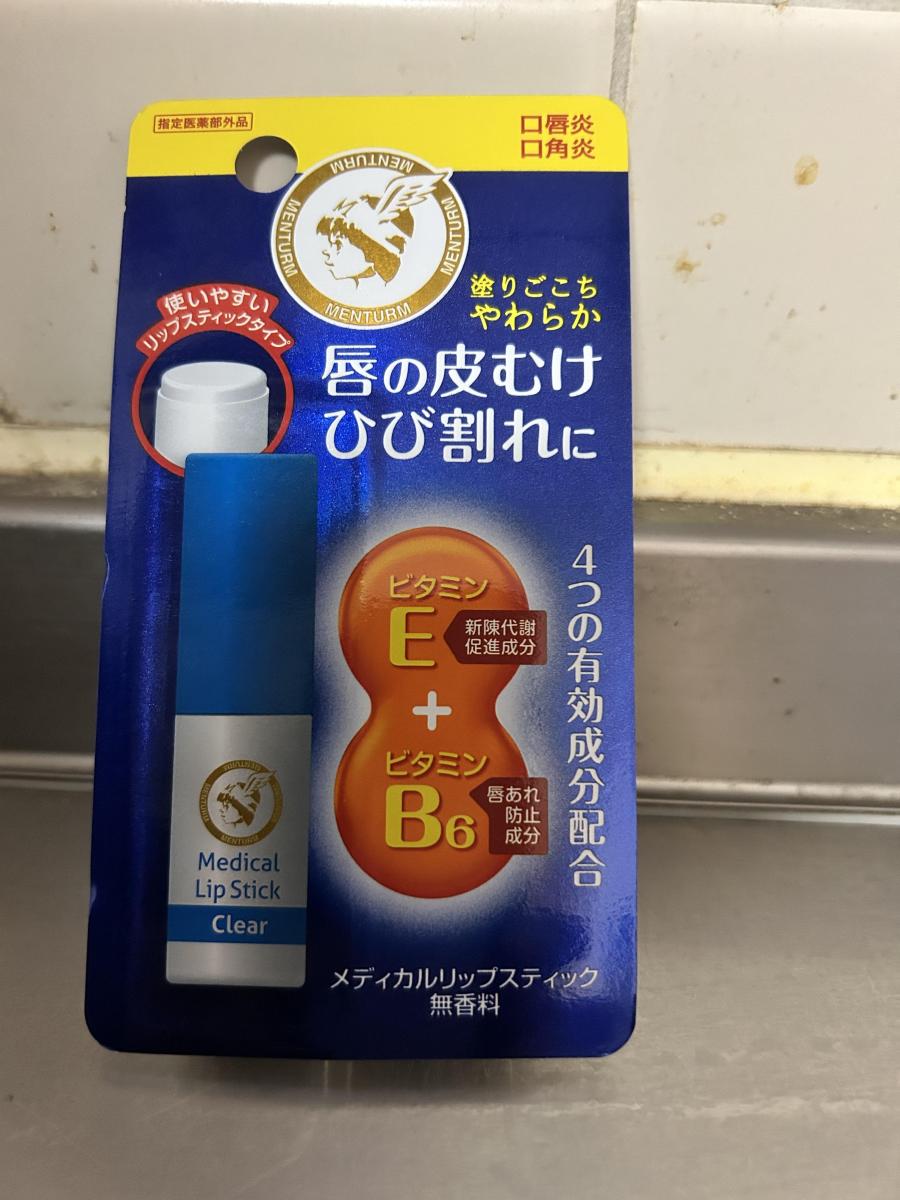 指定医薬部外品
口唇炎
口角炎
MENTURM
MENTURM
MENTURM
MENTURM
塗りごこち
やわらか
使いやすい
リップスティックタイプ
唇の皮むけ
ひび割れに
ビタミン
E
新陳代謝
促進成分
+
ビタミン
B6
唇あれ
防止
成分
4つの有効成分配合
MENTURM
MENTURM
MENTURM
MENTURM
Medical
Lip Stick
Clear
メディカルリップスティック
無香料